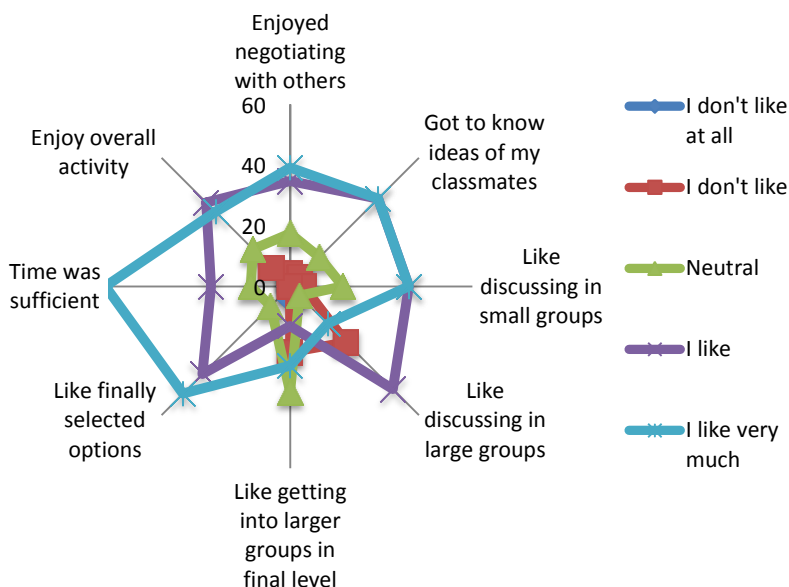 Enjoyed
negotiating
with others
60
40
20
0
Got to know
ideas of my
classmates
Like
discussing in
small groups
Like
discussing in
large groups
Like getting
into larger
groups in
final level
Like finally
selected
options
Time was
sufficient
Enjoy overall
activity
I don't like
at all
I don't like
Neutral
I like
I like very
much